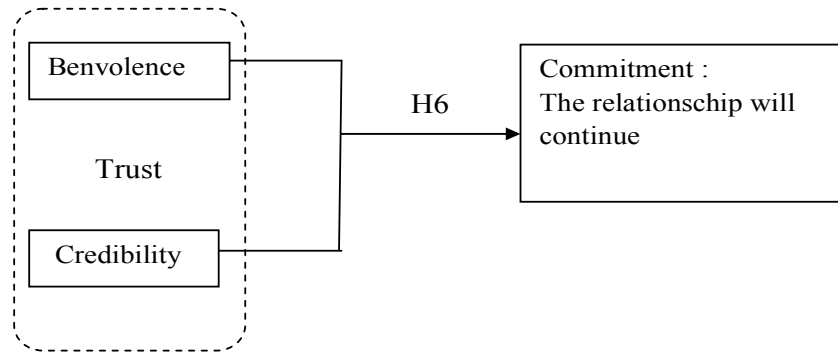 Benvolence
Trust
Credibility
H6
Commitment :
The relationschip will
continue